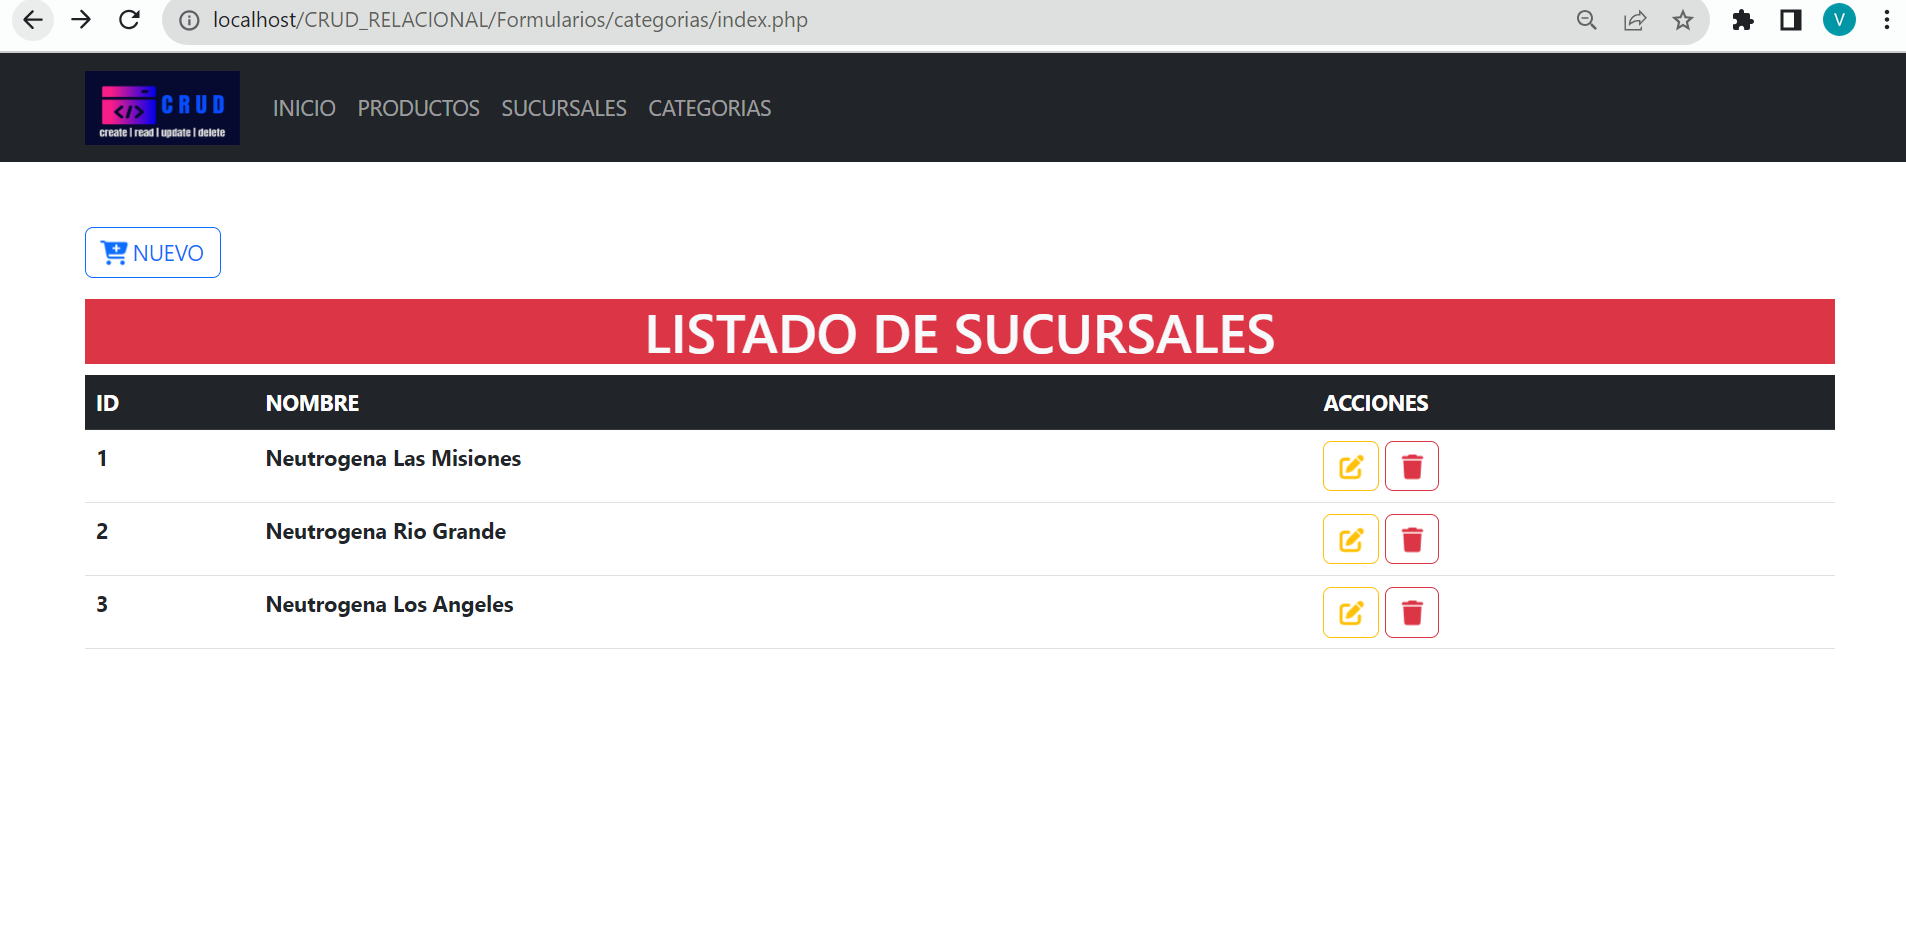 localhost/CRUD_RELACIONAL/Formularios/categorias/index.php
V
</> CRUD
create | read | update | delete
INICIO PRODUCTOS SUCURSALES CATEGORIAS
NUEVO
LISTADO DE SUCURSALES
ID NOMBRE ACCIONES
1 Neutrogena Las Misiones
2 Neutrogena Rio Grande
3 Neutrogena Los Angeles